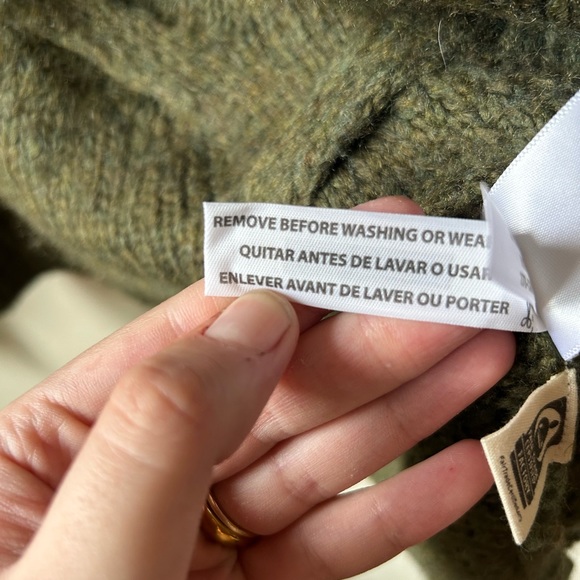 REMOVE BEFORE WASHING OR WEA
QUITAR ANTES DE LAVAR O USAR
ENLEVER AVANT DE LAVER OU PORTER